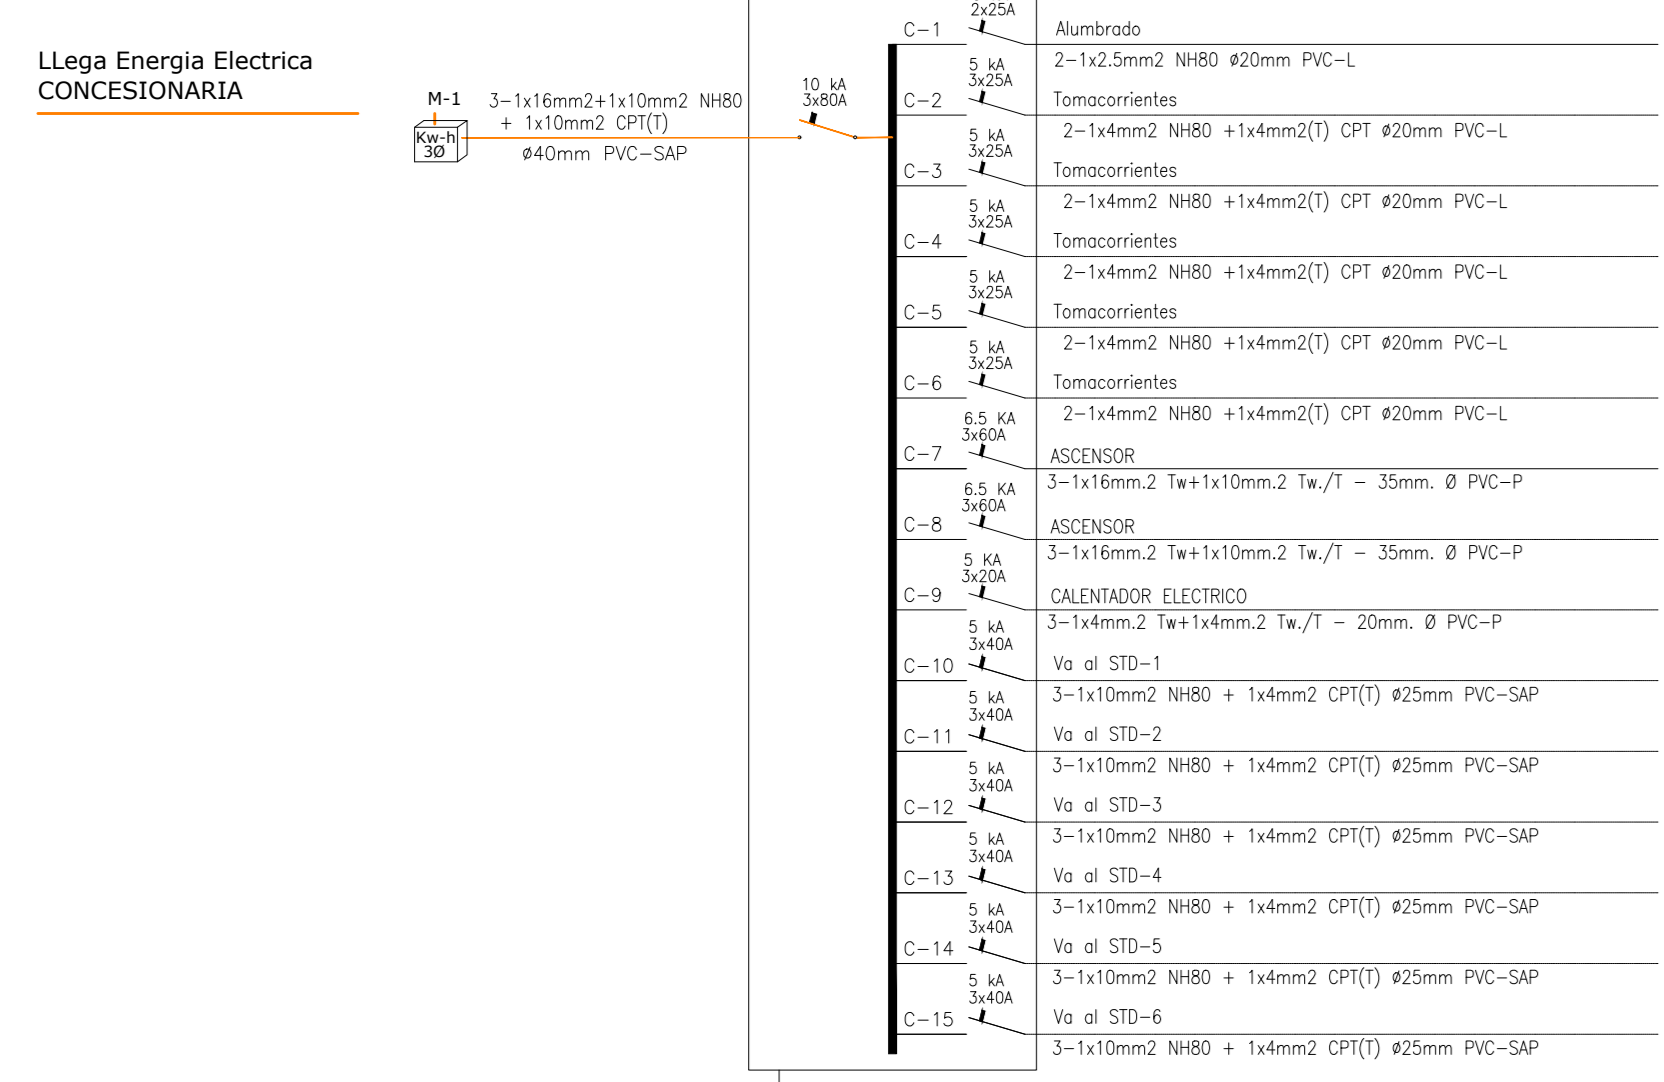 LLega Energia Electrica
CONCESIONARIA
M-1
Kw-h
3Ø
3-1x16mm2+1x10mm2 NH80
+ 1x10mm2 CPT(T)
ø40mm PVC-SAP
10 kA
3x80A
2x25A
C-1
Alumbrado
2-1x2.5mm2 NH80 ø20mm PVC-L
5 kA
3x25A
C-2
Tomacorrientes
2-1x4mm2 NH80 +1x4mm2(T) CPT ø20mm PVC-L
5 kA
3x25A
C-3
Tomacorrientes
2-1x4mm2 NH80 +1x4mm2(T) CPT ø20mm PVC-L
5 kA
3x25A
C-4
Tomacorrientes
2-1x4mm2 NH80 +1x4mm2(T) CPT ø20mm PVC-L
5 kA
3x25A
C-5
Tomacorrientes
2-1x4mm2 NH80 +1x4mm2(T) CPT ø20mm PVC-L
5 kA
3x25A
C-6
Tomacorrientes
2-1x4mm2 NH80 +1x4mm2(T) CPT ø20mm PVC-L
6.5 KA
3x60A
C-7
ASCENSOR
3-1x16mm.2 Tw+1x10mm.2 Tw./T - 35mm. Ø PVC-P
6.5 KA
3x60A
C-8
ASCENSOR
3-1x16mm.2 Tw+1x10mm.2 Tw./T - 35mm. Ø PVC-P
5 KA
3x20A
C-9
CALENTADOR ELECTRICO
3-1x4mm.2 Tw+1x4mm.2 Tw./T - 20mm. Ø PVC-P
5 kA
3x40A
C-10
Va al STD-1
3-1x10mm2 NH80 + 1x4mm2 CPT(T) ø25mm PVC-SAP
5 kA
3x40A
C-11
Va al STD-2
3-1x10mm2 NH80 + 1x4mm2 CPT(T) ø25mm PVC-SAP
5 kA
3x40A
C-12
Va al STD-3
3-1x10mm2 NH80 + 1x4mm2 CPT(T) ø25mm PVC-SAP
5 kA
3x40A
C-13
Va al STD-4
3-1x10mm2 NH80 + 1x4mm2 CPT(T) ø25mm PVC-SAP
5 kA
3x40A
C-14
Va al STD-5
3-1x10mm2 NH80 + 1x4mm2 CPT(T) ø25mm PVC-SAP
5 kA
3x40A
C-15
Va al STD-6
3-1x10mm2 NH80 + 1x4mm2 CPT(T) ø25mm PVC-SAP